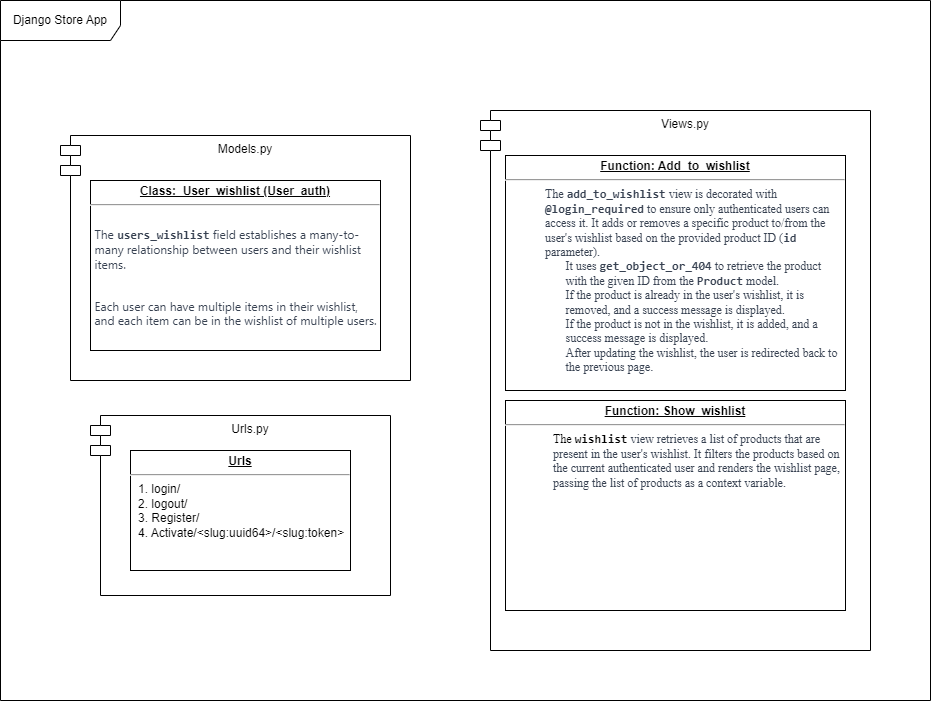 Django Store App
Models.py
Class: User_wishlist (User_auth)
The users_wishlist field establishes a many-to-
many relationship between users and their wishlist
items.
Each user can have multiple items in their wishlist,
and each item can be in the wishlist of multiple users.
Urls.py
Urls
1. login/
2. logout/
3. Register/
4. Activate/<slug:uuid64>/<slug:token>
Views.py
Function: Add_to_wishlist
The add_to_wishlist view is decorated with
@login_required to ensure only authenticated users can
access it. It adds or removes a specific product to/from the
user's wishlist based on the provided product ID (id
parameter).
It uses get_object_or_404 to retrieve the product
with the given ID from the Product model.
If the product is already in the user's wishlist, it is
removed, and a success message is displayed.
If the product is not in the wishlist, it is added, and a
success message is displayed.
After updating the wishlist, the user is redirected back to
the previous page.
Function: Show_wishlist
The wishlist view retrieves a list of products that are
present in the user's wishlist. It filters the products based on
the current authenticated user and renders the wishlist page,
passing the list of products as a context variable.